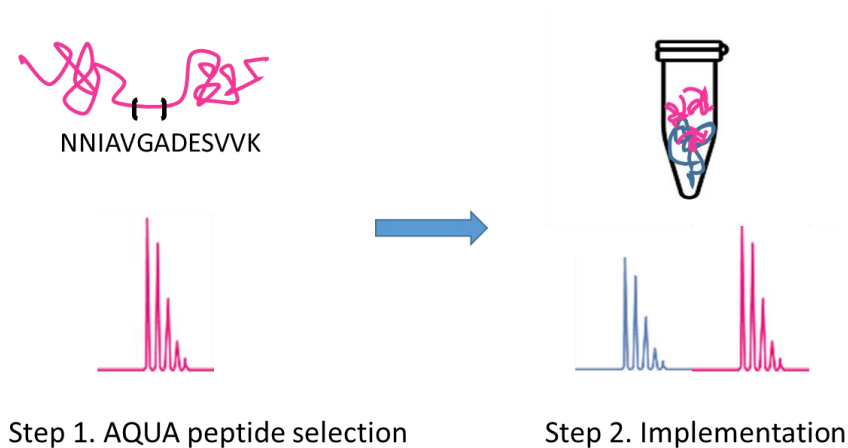 NNIAVGADESVVK
Step 1. AQUA peptide selection
Step 2. Implementation